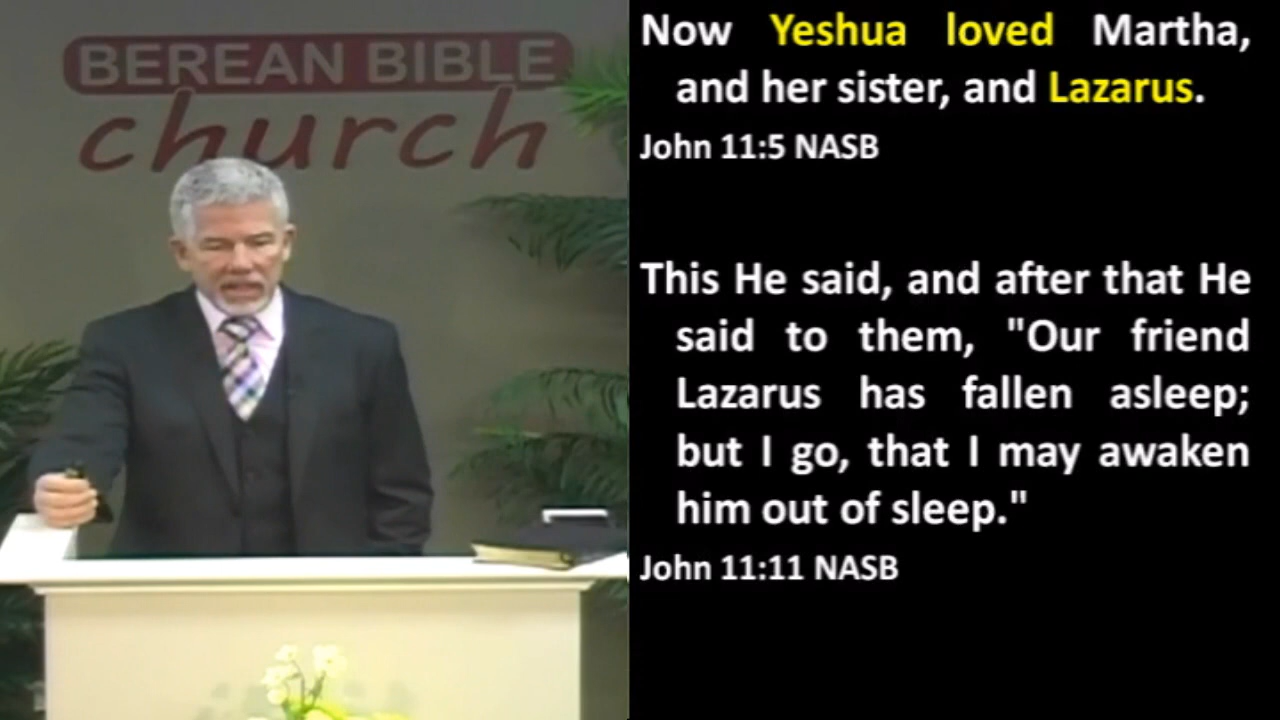 BEREAN BIBLE
church
Now Yeshua loved Martha,
and her sister, and Lazarus.
John 11:5 NASB
This He said, and after that He
said to them, "Our friend
Lazarus has fallen asleep;
but I go, that I may awaken
him out of sleep."
John 11:11 NASB